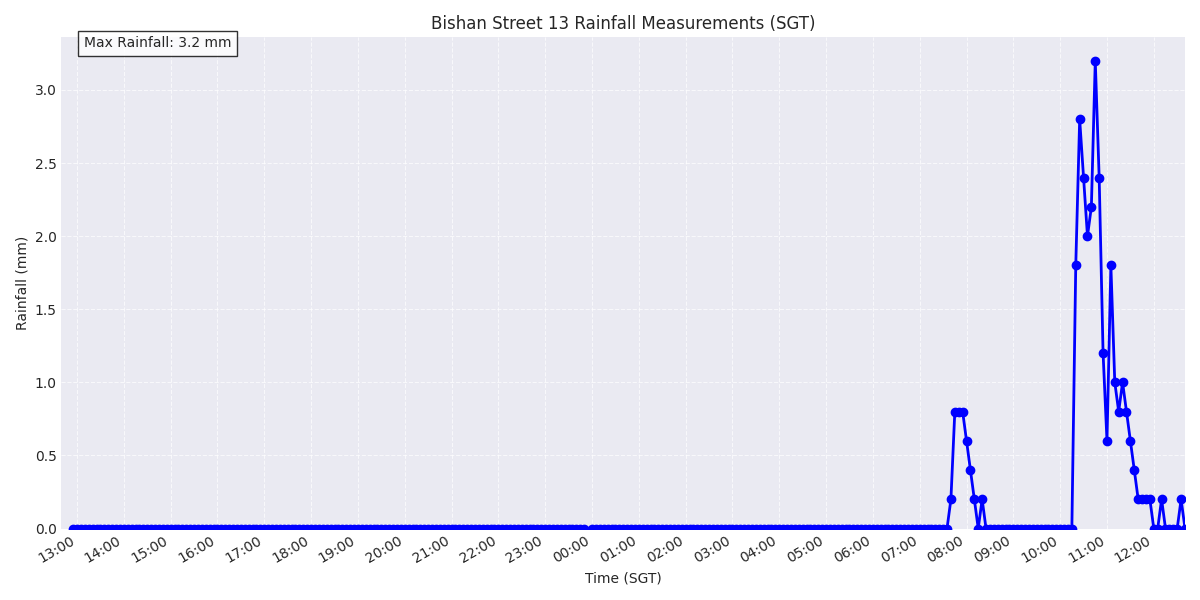 Bishan Street 13 Rainfall Measurements (SGT)
Max Rainfall: 3.2 mm
3.0
2.5
2.0
1.5
1.0
0.5
0.0
Rainfall (mm)
13:00 14:00 15:00 16:00 17:00 18:00 19:00 20:00 21:00 22:00 23:00 00:00 01:00 02:00 03:00 04:00 05:00 06:00 07:00 08:00 09:00 10:00 11:00 12:00
Time (SGT)